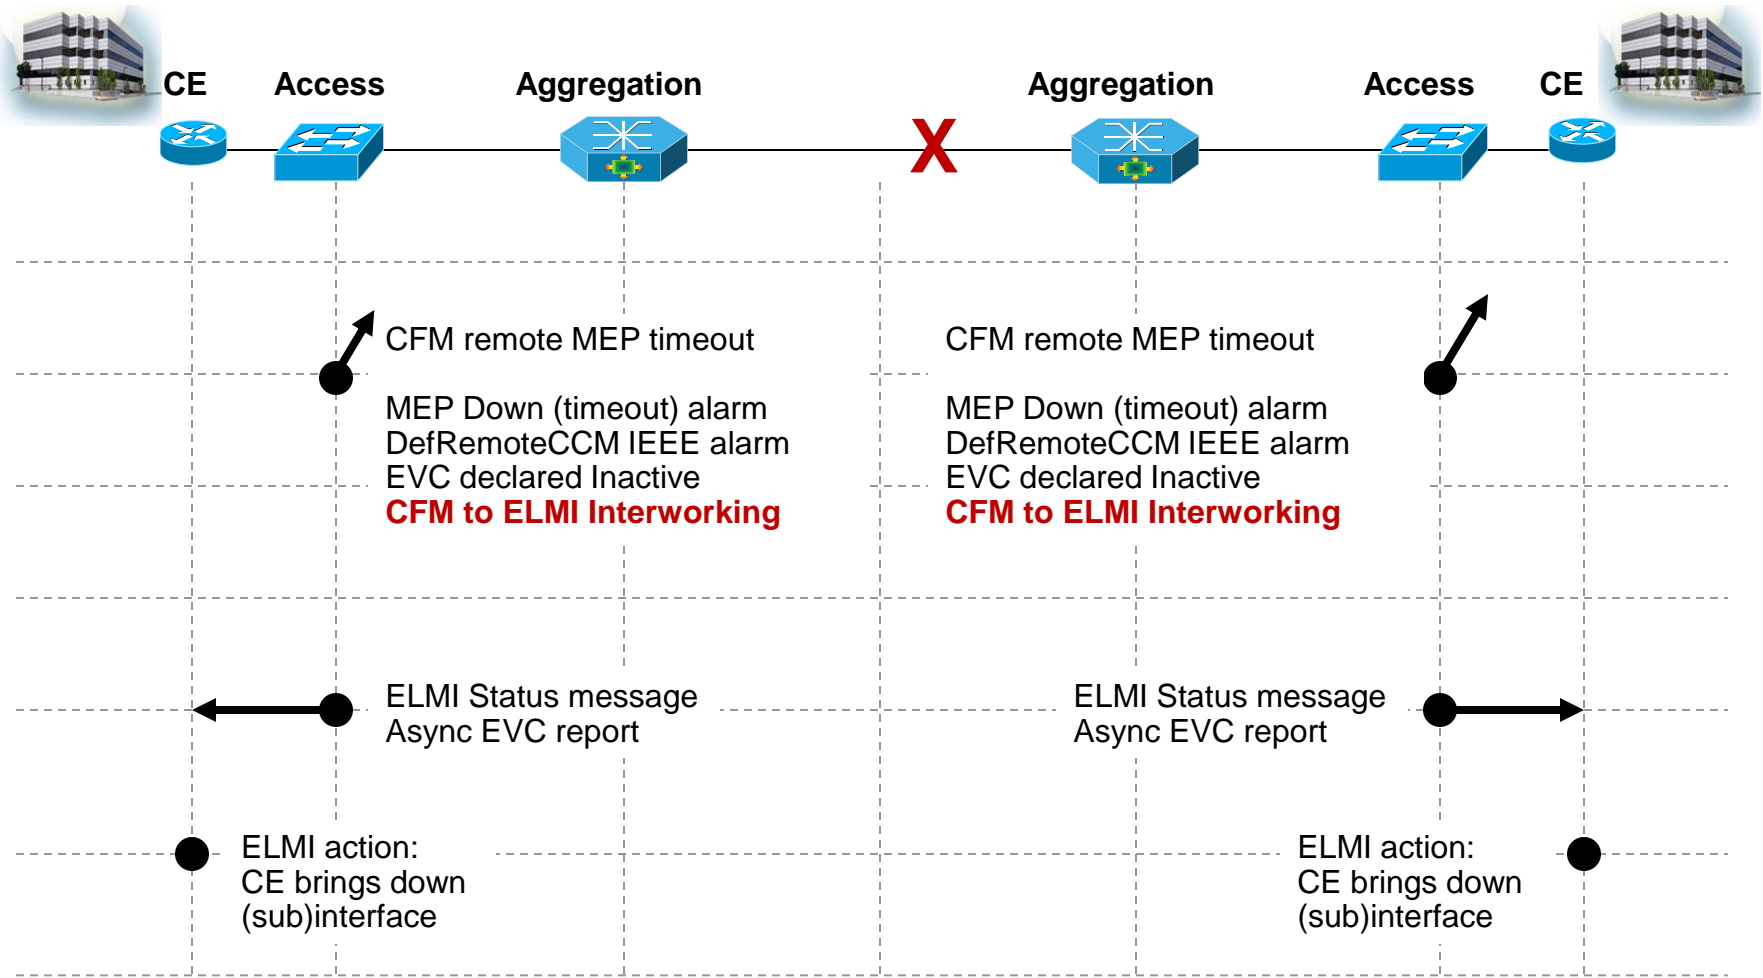 CE Access Aggregation Aggregation Access CE
X
CFM remote MEP timeout
MEP Down (timeout) alarm
DefRemoteCCM IEEE alarm
EVC declared Inactive
CFM to ELMI Interworking
CFM remote MEP timeout
MEP Down (timeout) alarm
DefRemoteCCM IEEE alarm
EVC declared Inactive
CFM to ELMI Interworking
ELMI Status message
Async EVC report
ELMI Status message
Async EVC report
ELMI action:
CE brings down
(sub)interface
ELMI action:
CE brings down
(sub)interface